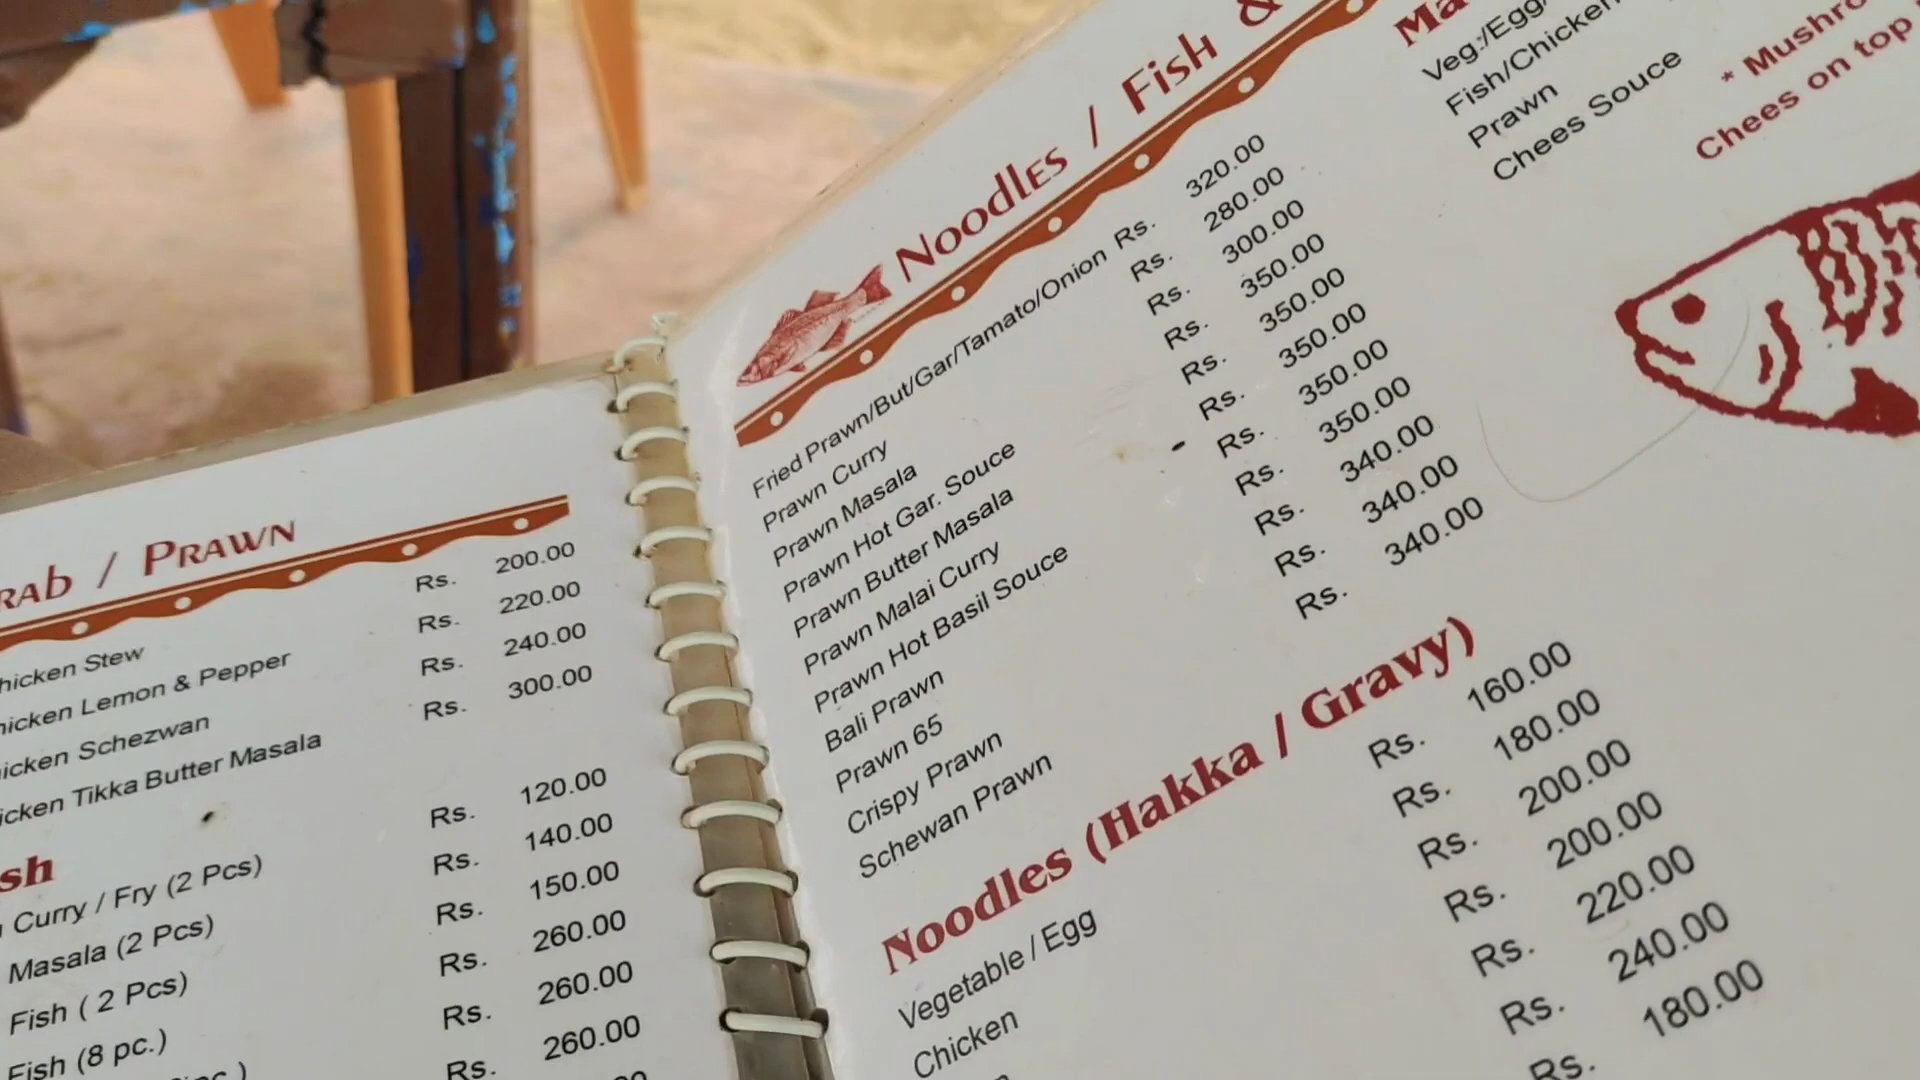 RAb / PRAWN
hicken Stew Rs. 200.00
hicken Lemon & Pepper Rs. 220.00
icken Schezwan Rs. 240.00
icken Tikka Butter Masala Rs. 300.00
sh
Curry / Fry (2 Pcs) Rs. 120.00
Masala (2 Pcs) Rs. 140.00
Fish ( 2 Pcs) Rs. 150.00
Fish (8 pc.) Rs. 260.00
Rs. 260.00
Rs. 260.00
NoodlEs / Fish &
Fried Prawn/But/Gar/Tamato/Onion Rs. 320.00
Prawn Curry Rs. 280.00
Prawn Masala Rs. 300.00
Prawn Hot Gar. Souce Rs. 350.00
Prawn Butter Masala Rs. 350.00
Prawn Malai Curry Rs. 350.00
Prawn Hot Basil Souce Rs. 350.00
Bali Prawn Rs. 350.00
Prawn 65 Rs. 340.00
Crispy Prawn Rs. 340.00
Schewan Prawn Rs. 340.00
Noodles (Hakka / Gravy)
Vegetable / Egg Rs. 160.00
Chicken Rs. 180.00
Rs. 200.00
Rs. 200.00
Rs. 220.00
Rs. 240.00
Rs. 180.00
Ma
Veg./Egg
Fish/Chicken
Prawn
Chees Souce
* Mushro
Chees on top